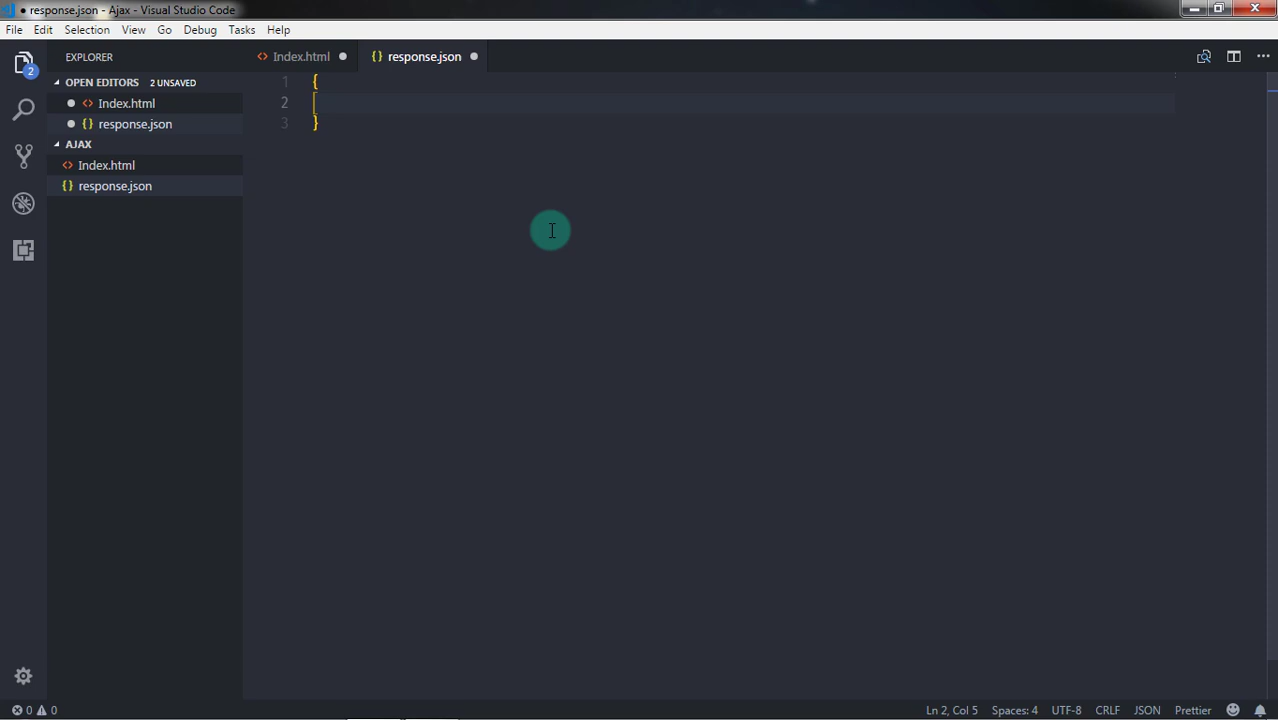 ● response.json - Ajax - Visual Studio Code
File Edit Selection View Go Debug Tasks Help
EXPLORER
Index.html
{} response.json
OPEN EDITORS 2 UNSAVED
Index.html
{} response.json
AJAX
Index.html
{} response.json
1 {
2
3 }
2
0 0
Ln 2, Col 5 Spaces: 4 UTF-8 CRLF JSON Prettier